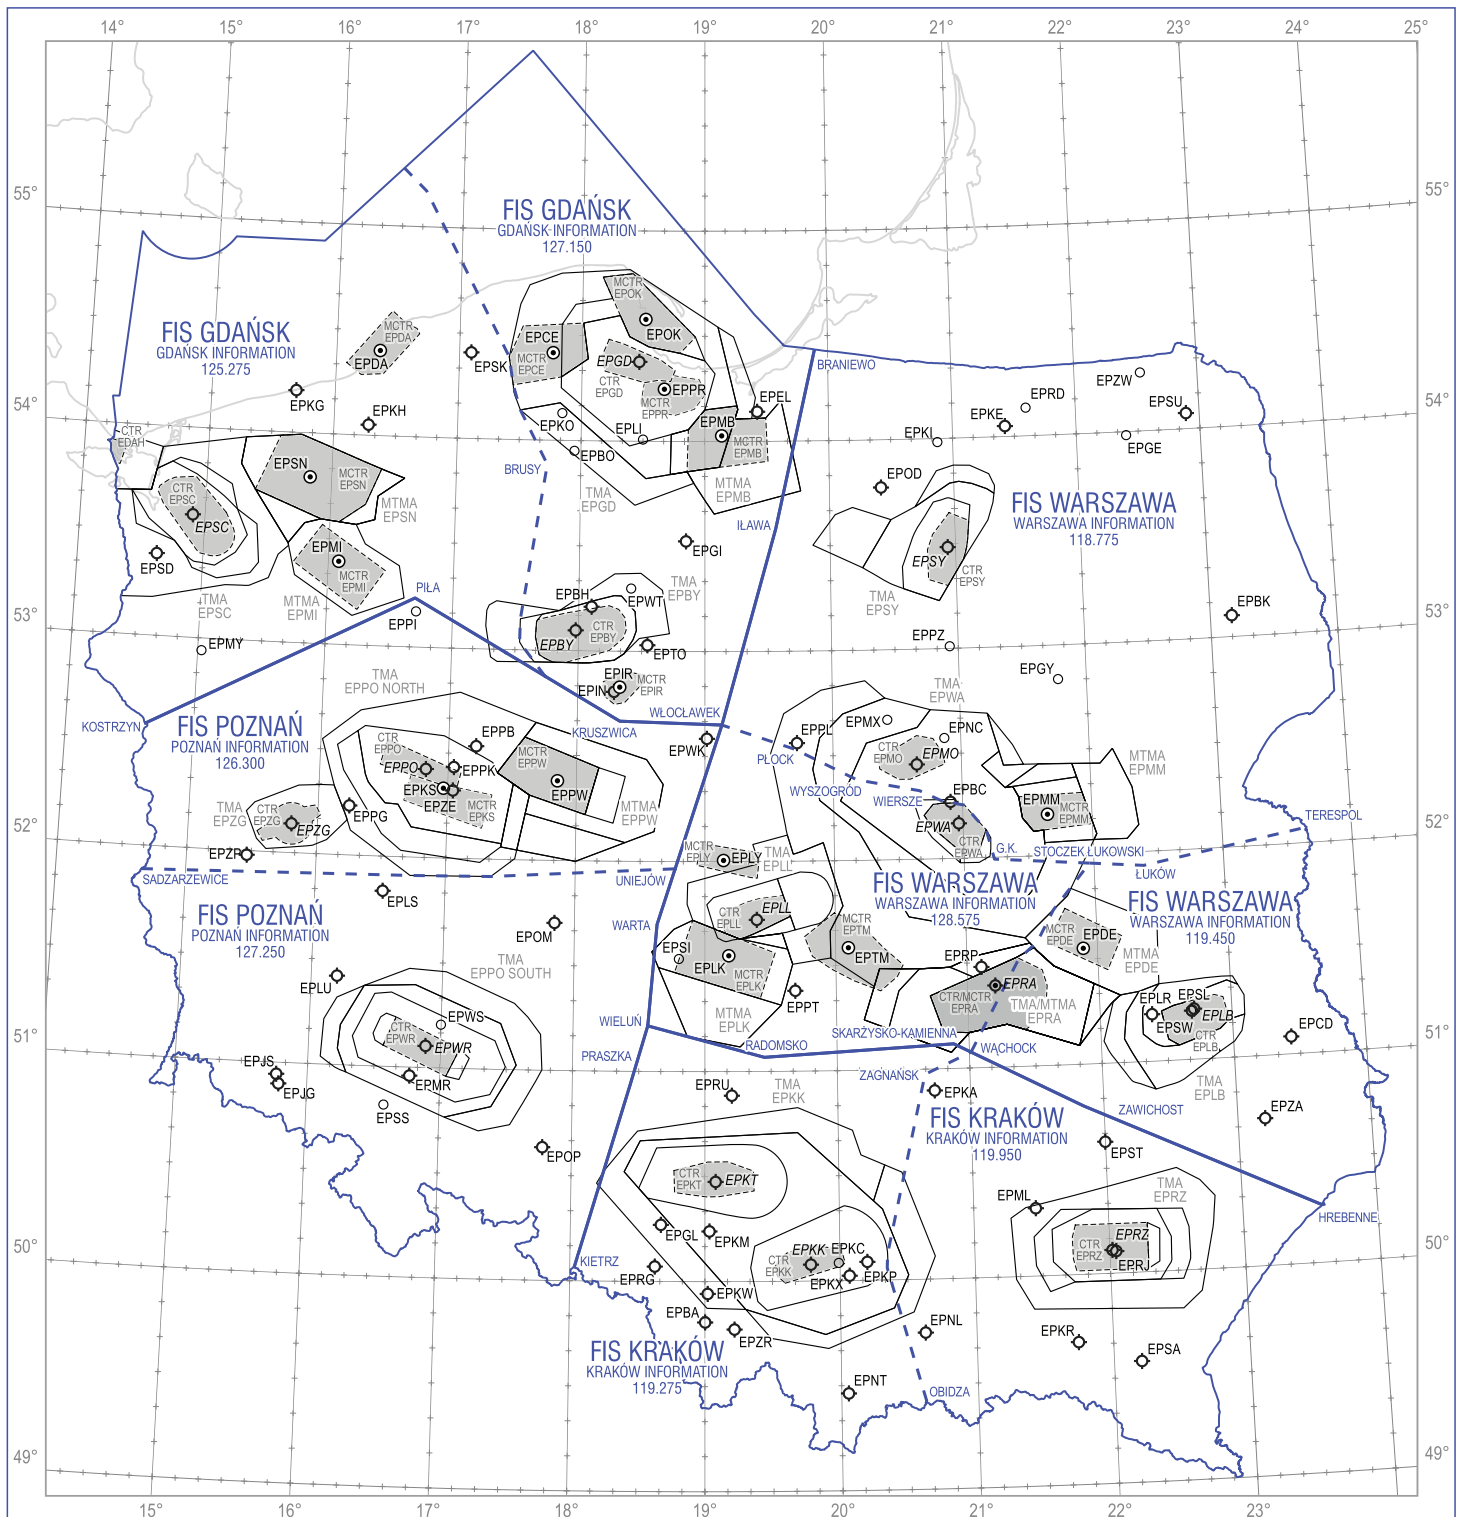 14°
15°
16°
17°
18°
19°
20°
21°
22°
23°
24°
25°
55°
55°
FIS GDAŃSK
GDAŃSK INFORMATION
127.150
MCTR
EPOK
EPOK
FIS GDAŃSK
GDAŃSK INFORMATION
125.275
MCTR
EPDA
EPDA
EPSK
EPCE
MCTR
EPCE
EPGD
CTR
EPGD
EPPR
MCTR
EPPR
BRANIEWO
EPZW
EPRD
EPSU
EPKE
EPKG
54°
54°
EPKH
EPEL
EPKO
EPLI
EPMB
MCTR
EPMB
EPBO
EPKI
EPGE
CTR
EDAH
BRUSY
EPSN
MCTR
EPSN
MTMA
EPSN
CTR
EPSC
EPSC
TMA
EPGD
MTMA
EPMB
EPOD
FIS WARSZAWA
WARSZAWA INFORMATION
118.775
IŁAWA
EPGI
EPMI
MCTR
EPMI
EPSD
EPSY
CTR
EPSY
TMA
EPSY
TMA
EPSC
MTMA
EPMI
PIŁA
EPPI
EPBH
EPWT
TMA
EPBY
53°
53°
EPBK
EPMY
EPBY
CTR
EPBY
EPTO
EPPZ
EPIR
EPIN
MCTR
EPIR
EPGY
TMA
EPPO NORTH
TMA
EPWA
KOSTRZYN
WŁOCŁAWEK
KRUSZWICA
FIS POZNAŃ
POZNAŃ INFORMATION
126.300
EPPB
EPWK
EPPL
EPMX
EPNC
CTR
EPPO
EPPO
EPPK
MCTR
EPPW
EPPW
CTR
EPMO
EPMO
PŁOCK
MTMA
EPMM
EPKS
EPZE
MCTR
EPKS
WYSZOGRÓD
WIERSZE
EPBC
EPMM
MCTR
EPMM
TMA
EPZG
CTR
EPZG
EPZG
EPPG
MTMA
EPPW
52°
52°
EPWA
CTR
EPWA
TERESPOL
EPZP
MCTR
EPLY
EPLY
TMA
EPLL
G.K.
STOCZEK ŁUKOWSKI
ŁUKÓW
SADZARZEWICE
UNIEJÓW
EPLS
FIS WARSZAWA
WARSZAWA INFORMATION
128.575
FIS WARSZAWA
WARSZAWA INFORMATION
119.450
FIS POZNAŃ
POZNAŃ INFORMATION
127.250
EPOM
WARTA
CTR
EPLL
EPLL
MCTR
EPTM
EPTM
MCTR
EPDE
EPDE
MTMA
EPDE
EPSI
EPLK
MCTR
EPLK
TMA
EPPO SOUTH
EPLU
EPRP
EPRA
CTR/MCTR
EPRA
TMA/MTMA
EPRA
EPPT
EPLR
EPSL
EPLB
EPSW
CTR
EPLB
EPCD
EPWS
CTR
EPWR
EPWR
WIELUŃ
MTMA
EPLK
51°
51°
SKARŻYSKO-KAMIENNA
RADOMSKO
WĄCHOCK
PRASZKA
EPJS
EPJG
EPMR
EPSS
EPRU
TMA
EPKK
ZAGNAŃSK
EPKA
TMA
EPLB
ZAWICHOST
EPZA
FIS KRAKÓW
KRAKÓW INFORMATION
119.950
EPOP
EPST
CTR
EPKT
EPKT
EPML
TMA
EPRZ
HREBENNE
EPGL
EPKM
50°
50°
KIETRZ
EPRG
EPKK
CTR
EPKK
EPKC
EPKX
EPKP
CTR
EPRZ
EPRZ
EPRJ
EPKW
EPBA
EPZR
EPNL
EPKR
EPSA
FIS KRAKÓW
KRAKÓW INFORMATION
119.275
EPNT
OBIDZA
49°
49°
15°
16°
17°
18°
19°
20°
21°
22°
23°